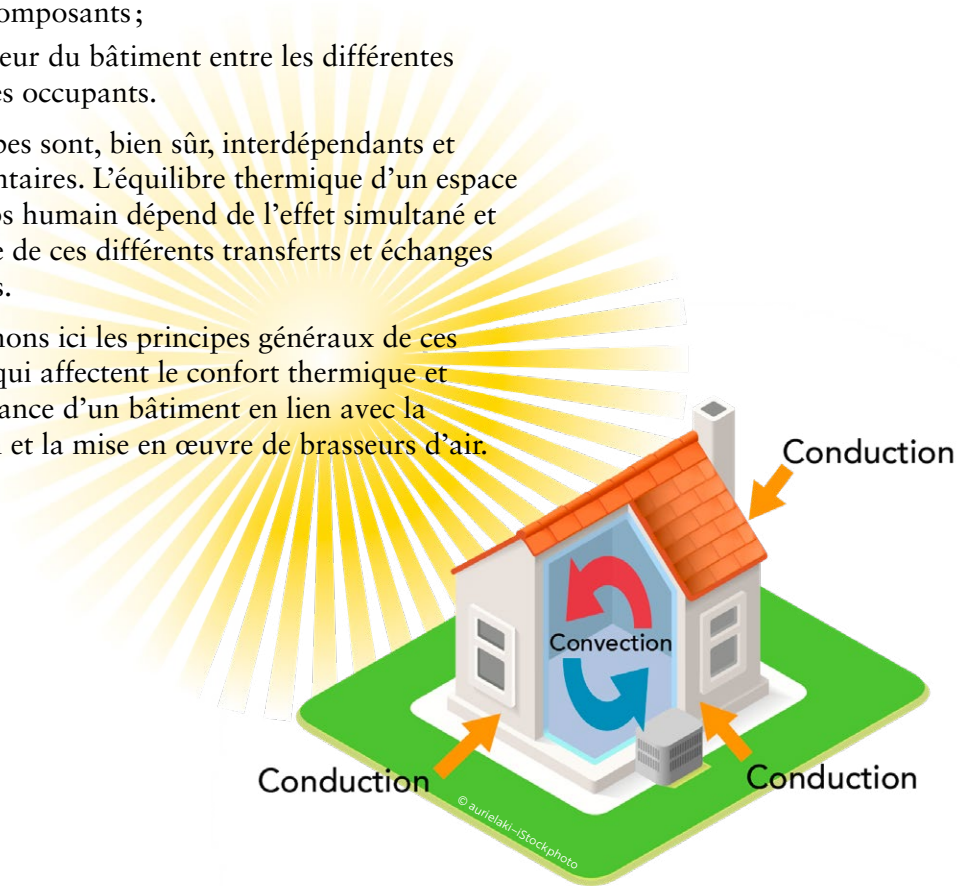 omposants ;
eur du bâtiment entre les différentes
es occupants.
pes sont, bien sûr, interdépendants et
ntaires. L’équilibre thermique d’un espace
os humain dépend de l’effet simultané et
e de ces différents transferts et échanges
s.
nons ici les principes généraux de ces
qui affectent le confort thermique et
ance d’un bâtiment en lien avec la
n et la mise en œuvre de brasseurs d’air.
Conduction
Convection
Conduction
Conduction
© aurielaki–iStockphoto